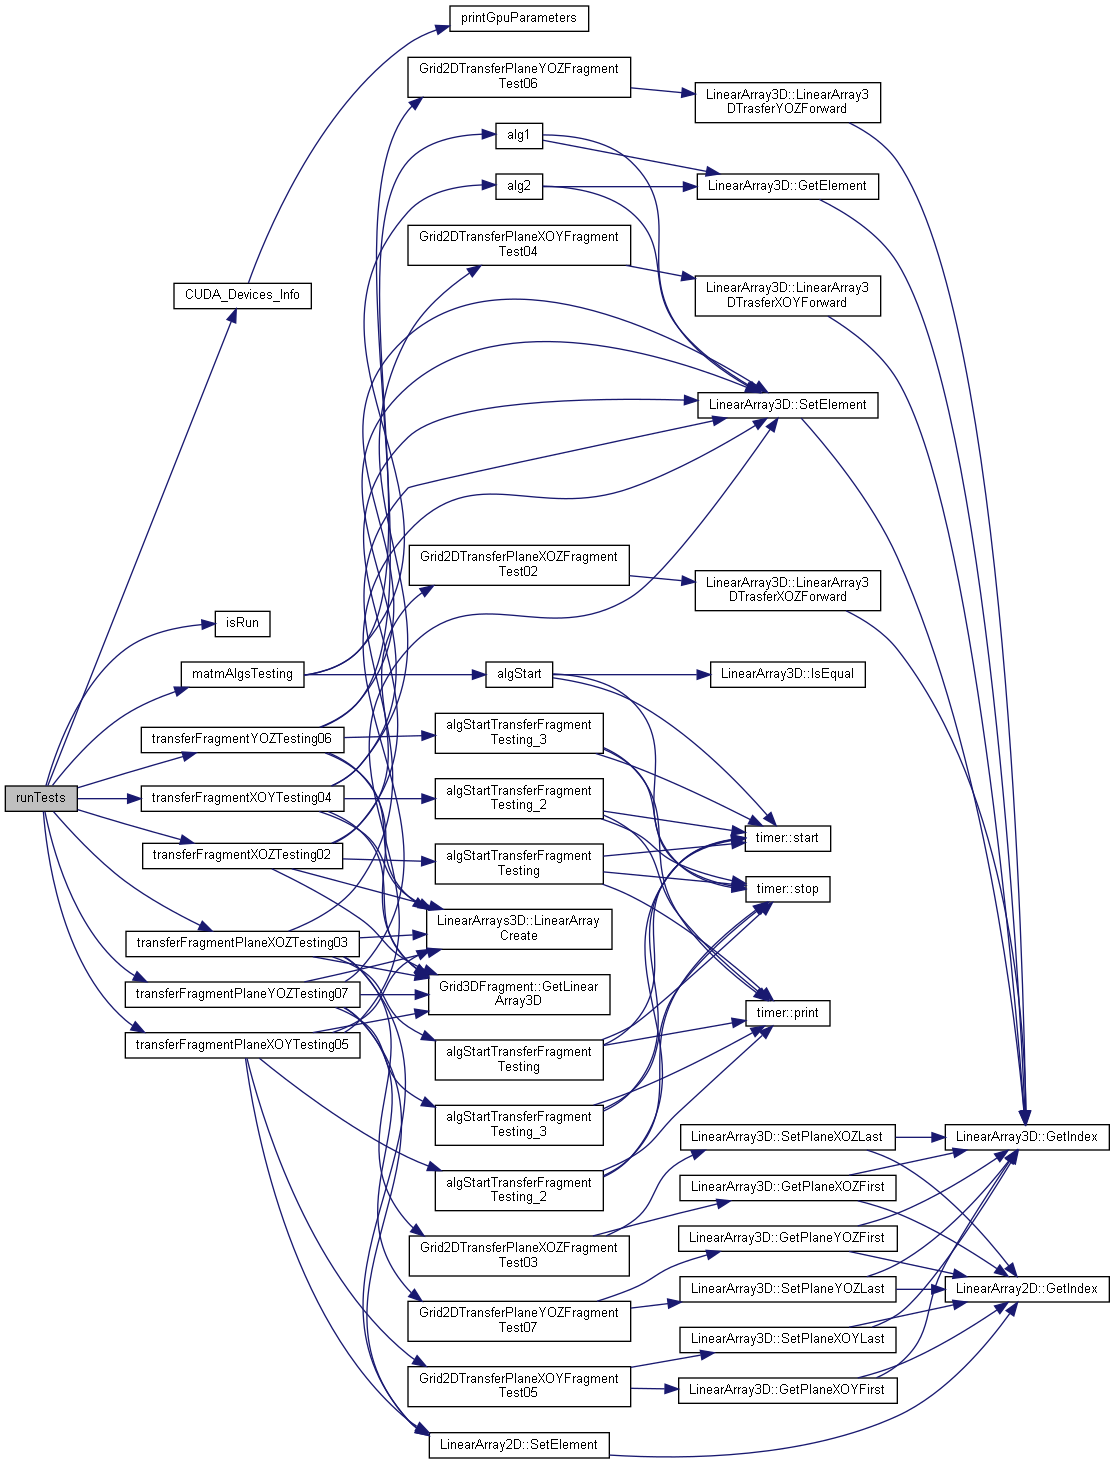 printGpuParameters
Grid2DTransferPlaneYOZFragment
Test06
LinearArray3D::LinearArray3
DTrasferYOZForward
alg1
alg2
LinearArray3D::GetElement
Grid2DTransferPlaneXOYFragment
Test04
CUDA_Devices_Info
LinearArray3D::LinearArray3
DTrasferXOYForward
LinearArray3D::SetElement
Grid2DTransferPlaneXOZFragment
Test02
LinearArray3D::LinearArray3
DTrasferXOZForward
isRun
matmAlgsTesting
algStart
LinearArray3D::IsEqual
transferFragmentYOZTesting06
algStartTransferFragment
Testing_3
runTests
transferFragmentXOYTesting04
algStartTransferFragment
Testing_2
timer::start
transferFragmentXOZTesting02
algStartTransferFragment
Testing
timer::stop
LinearArrays3D::LinearArray
Create
transferFragmentPlaneXOZTesting03
transferFragmentPlaneYOZTesting07
Grid3DFragment::GetLinear
Array3D
timer::print
transferFragmentPlaneXOYTesting05
algStartTransferFragment
Testing
algStartTransferFragment
Testing_3
LinearArray3D::SetPlaneXOZLast
LinearArray3D::GetIndex
algStartTransferFragment
Testing_2
LinearArray3D::GetPlaneXOZFirst
Grid2DTransferPlaneXOZFragment
Test03
LinearArray3D::GetPlaneYOZFirst
LinearArray3D::SetPlaneYOZLast
LinearArray2D::GetIndex
Grid2DTransferPlaneYOZFragment
Test07
LinearArray3D::SetPlaneXOYLast
Grid2DTransferPlaneXOYFragment
Test05
LinearArray3D::GetPlaneXOYFirst
LinearArray2D::SetElement